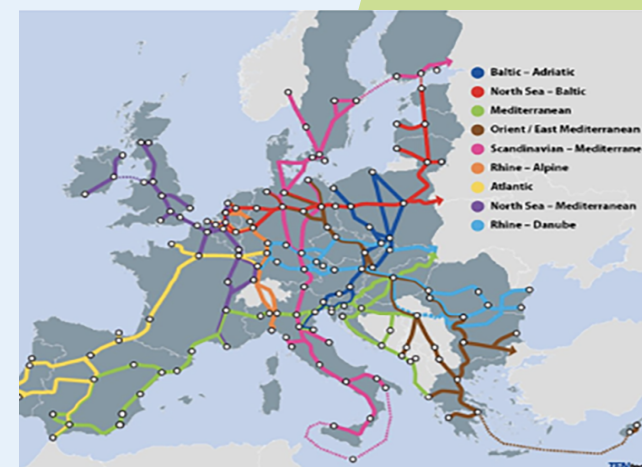 Baltic – Adriatic
North Sea – Baltic
Mediterranean
Orient / East Mediterranean
Scandinavian – Mediterrane
Rhine – Alpine
Atlantic
North Sea – Mediterranean
Rhine – Danube